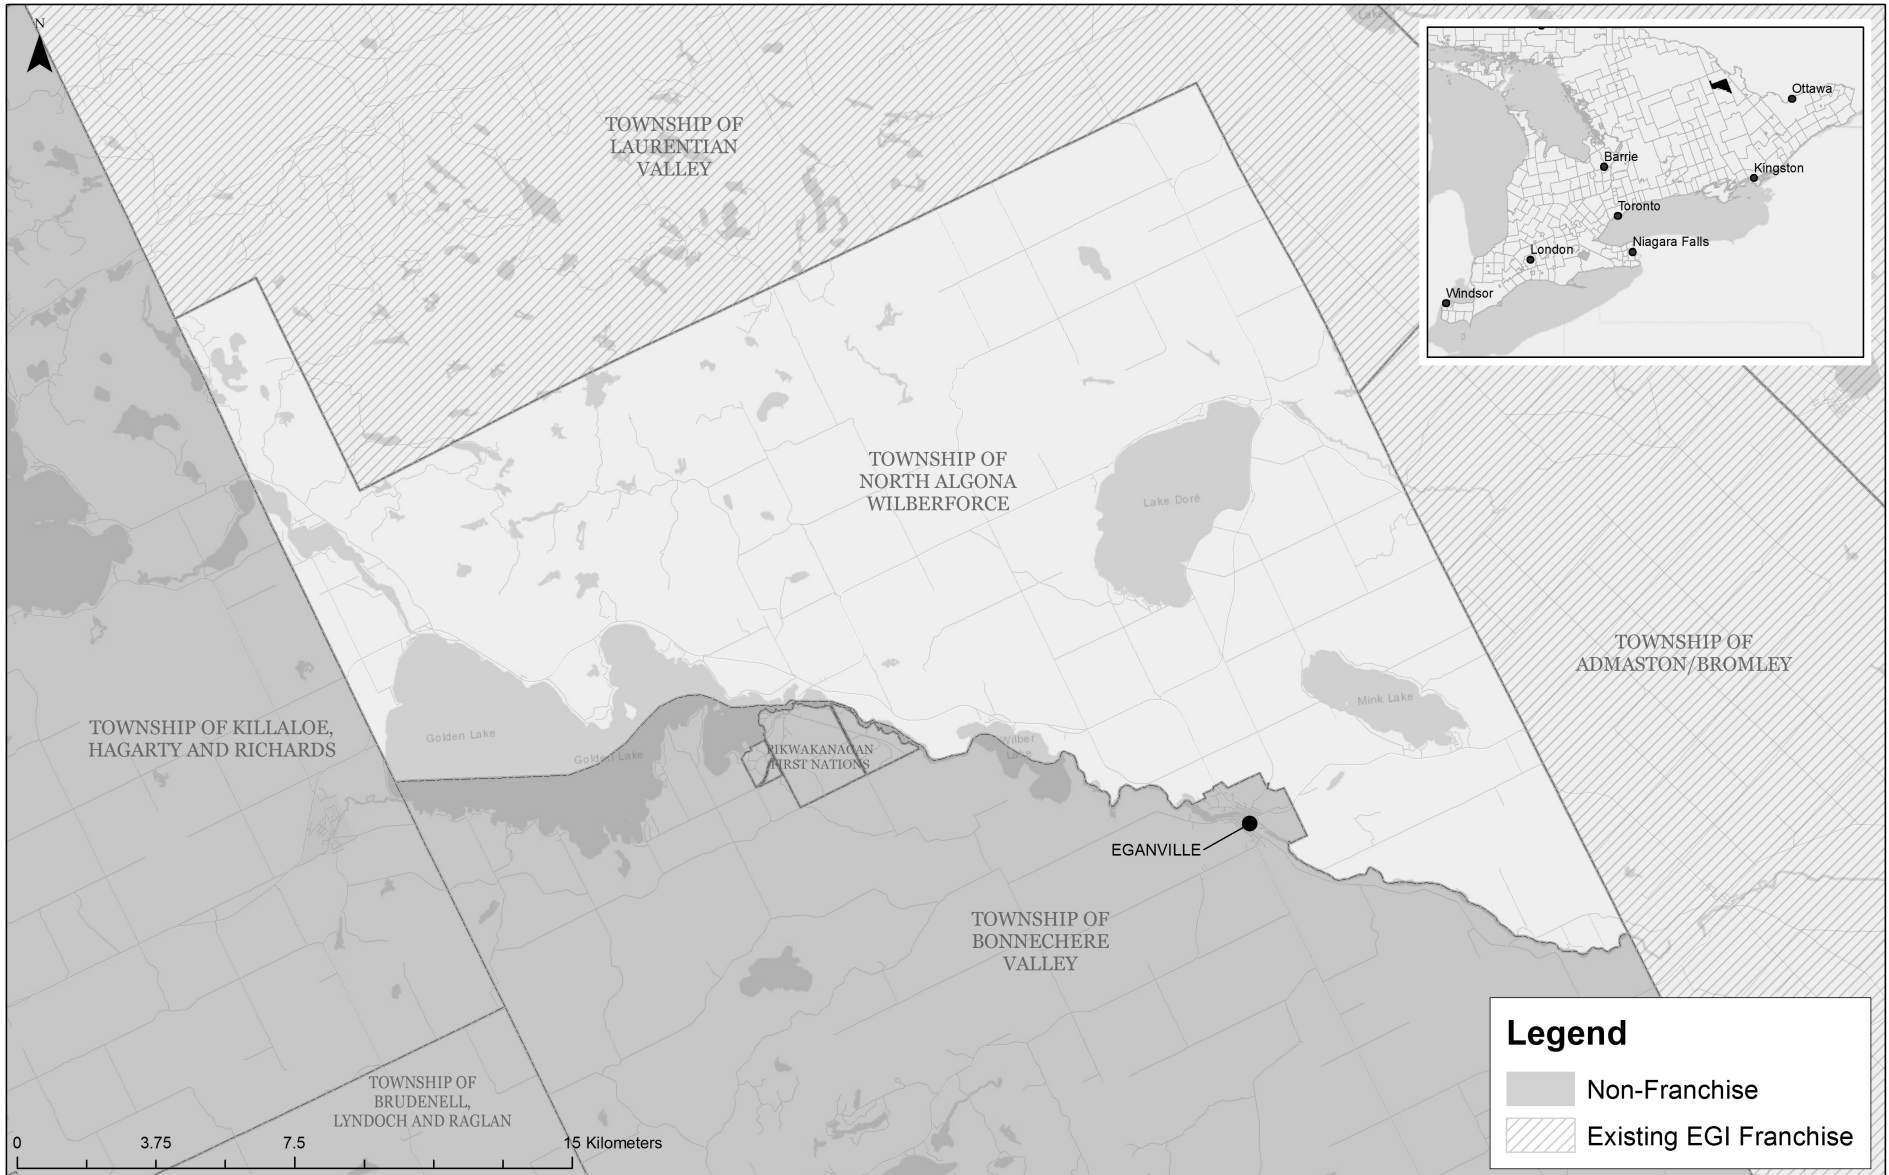 N
Lake
TOWNSHIP OF
LAURENTIAN
VALLEY
Ottawa
Barrie
Kingston
Toronto
Niagara Falls
London
Windsor
TOWNSHIP OF
NORTH ALGONA
WILBERFORCE
Lake Doré
TOWNSHIP OF
ADMASTON/BROMLEY
Mink Lake
TOWNSHIP OF KILLALOE,
HAGARTY AND RICHARDS
Golden Lake
Golden Lake
PIKWAKANAGAN
FIRST NATIONS
Wilber
Lake
EGANVILLE
TOWNSHIP OF
BONNECHERE
VALLEY
TOWNSHIP OF
BRUDENELL,
LYNDOCH AND RAGLAN
0 3.75 7.5 15 Kilometers
Legend
Non-Franchise
Existing EGI Franchise